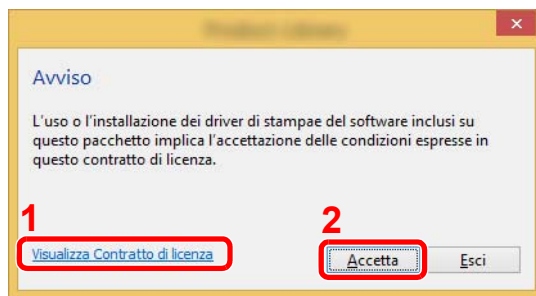 Avviso
L'uso o l'installazione dei driver di stampae del software inclusi su
questo pacchetto implica l'accettazione delle condizioni espresse in
questo contratto di licenza.
1
2
Visualizza Contratto di licenza
Accetta
Esci